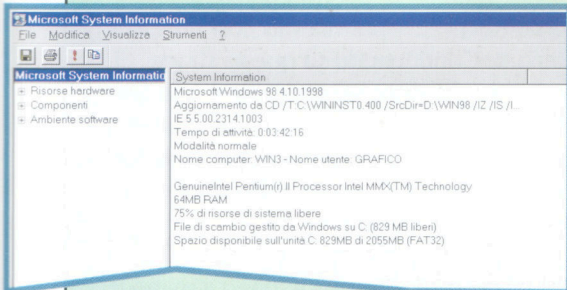 Microsoft System Information
File Modifica Visualizza Strumenti ?
Microsoft System Informatio
System Information
Risorse hardware
Componenti
Ambiente software
Microsoft Windows 98 4.10.1998
Aggiornamento da CD /T:C:\WININST0.400 /SrcDir=D:\WIN98 /IZ /IS /I...
IE 5 5.00.2314.1003
Tempo di attività: 0:03:42:16
Modalità normale
Nome computer: WIN3 - Nome utente: GRAFICO
GenuineIntel Pentium(r) II Processor Intel MMX(TM) Technology
64MB RAM
75% di risorse di sistema libere
File di scambio gestito da Windows su C: (829 MB liberi)
Spazio disponibile sull'unità C: 829MB di 2055MB (FAT32)